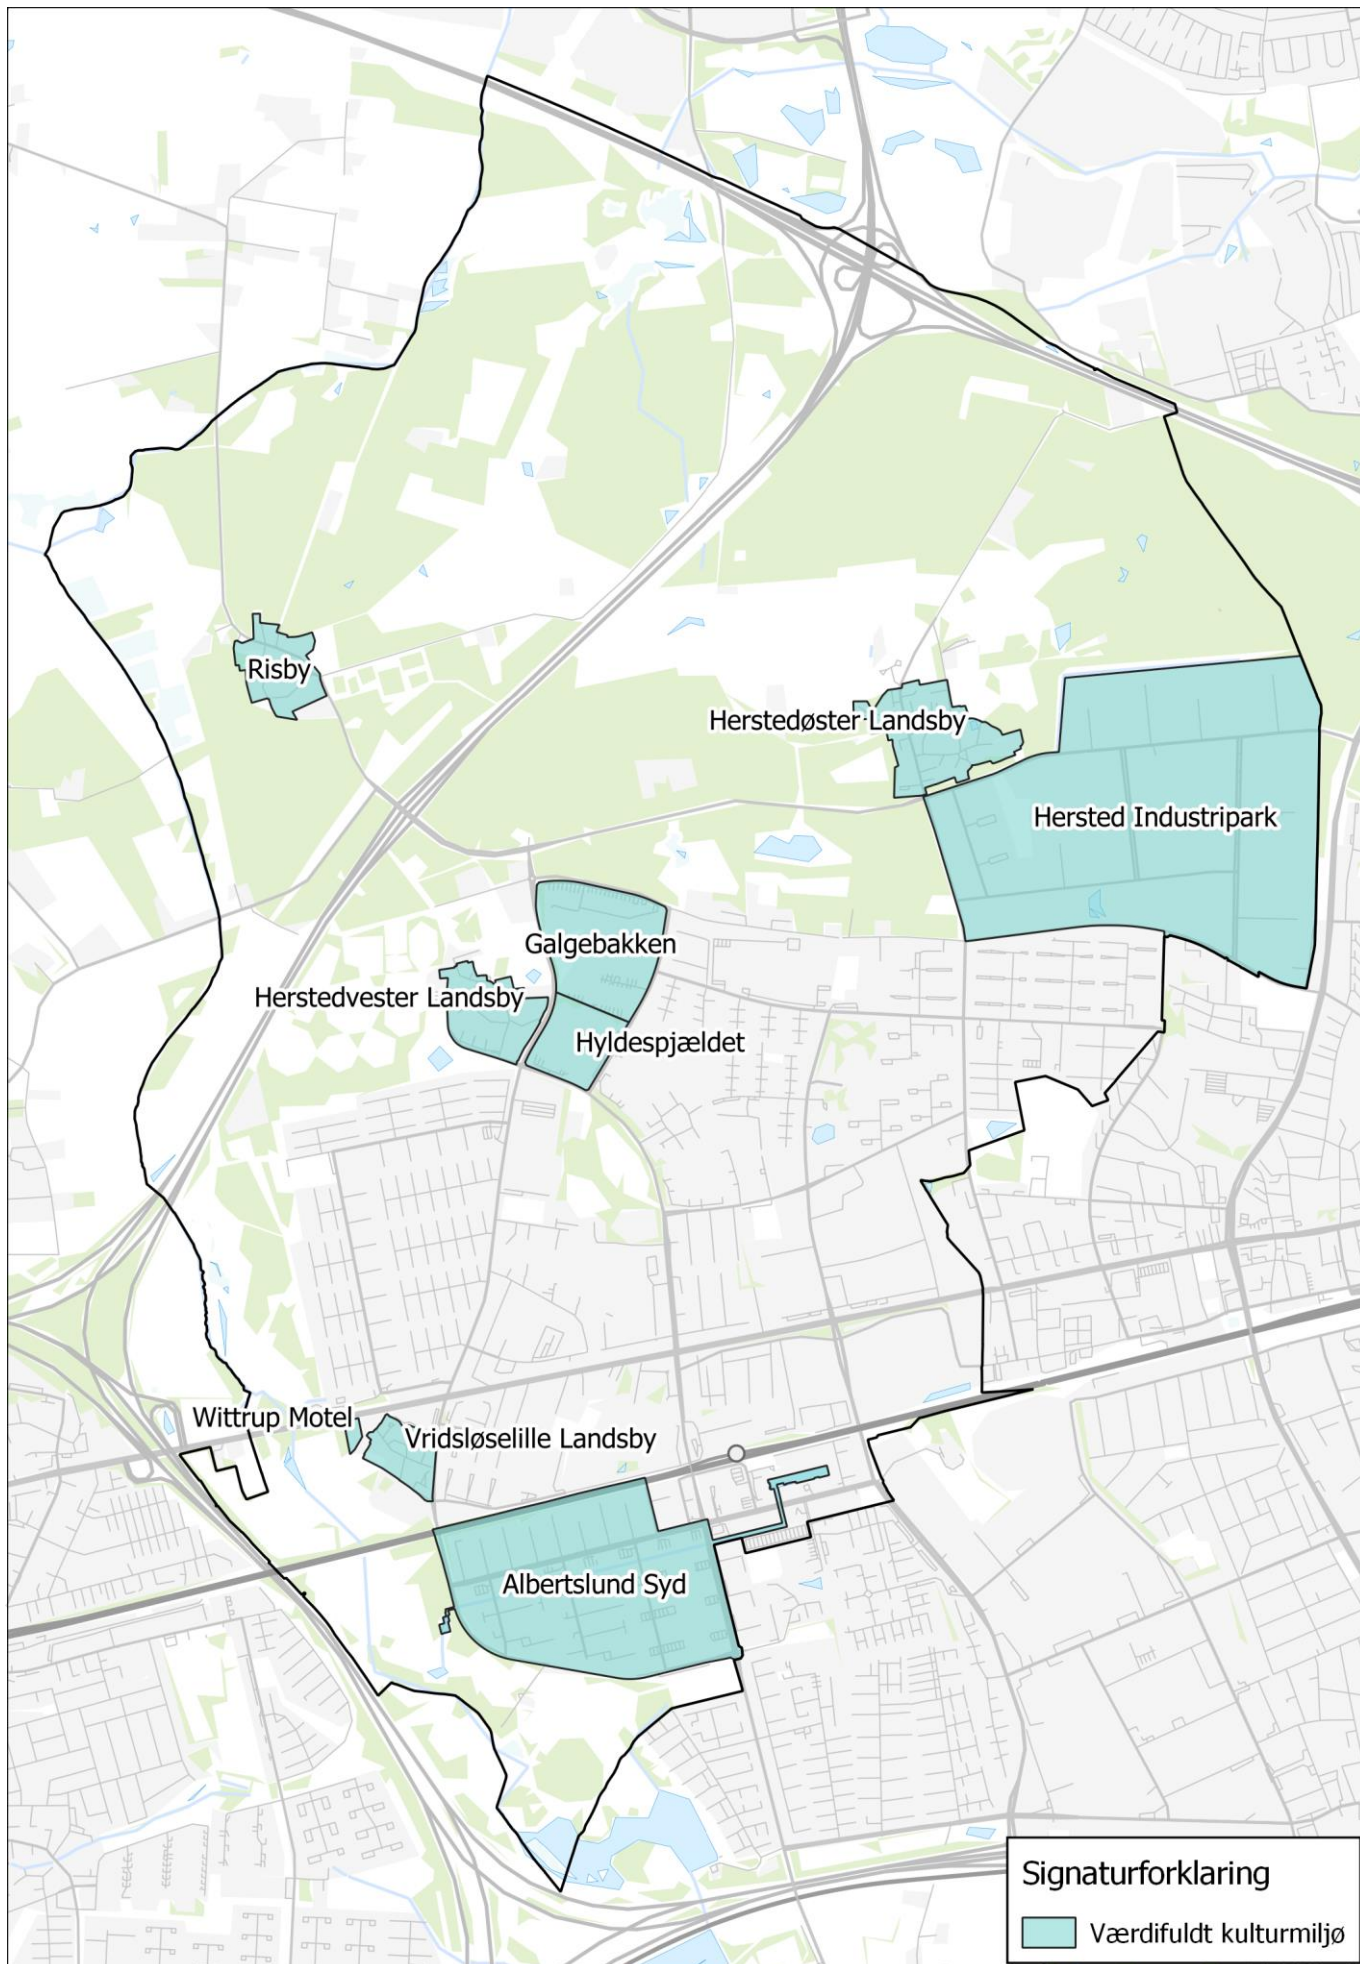 Risby
Herstedøster Landsby
Hersted Industripark
Galgebakken
Herstedvester Landsby
Hyldespjældet
Wittrup Motel
Vridsløselille Landsby
Albertslund Syd
Signaturforklaring
Værdifuldt kulturmiljø